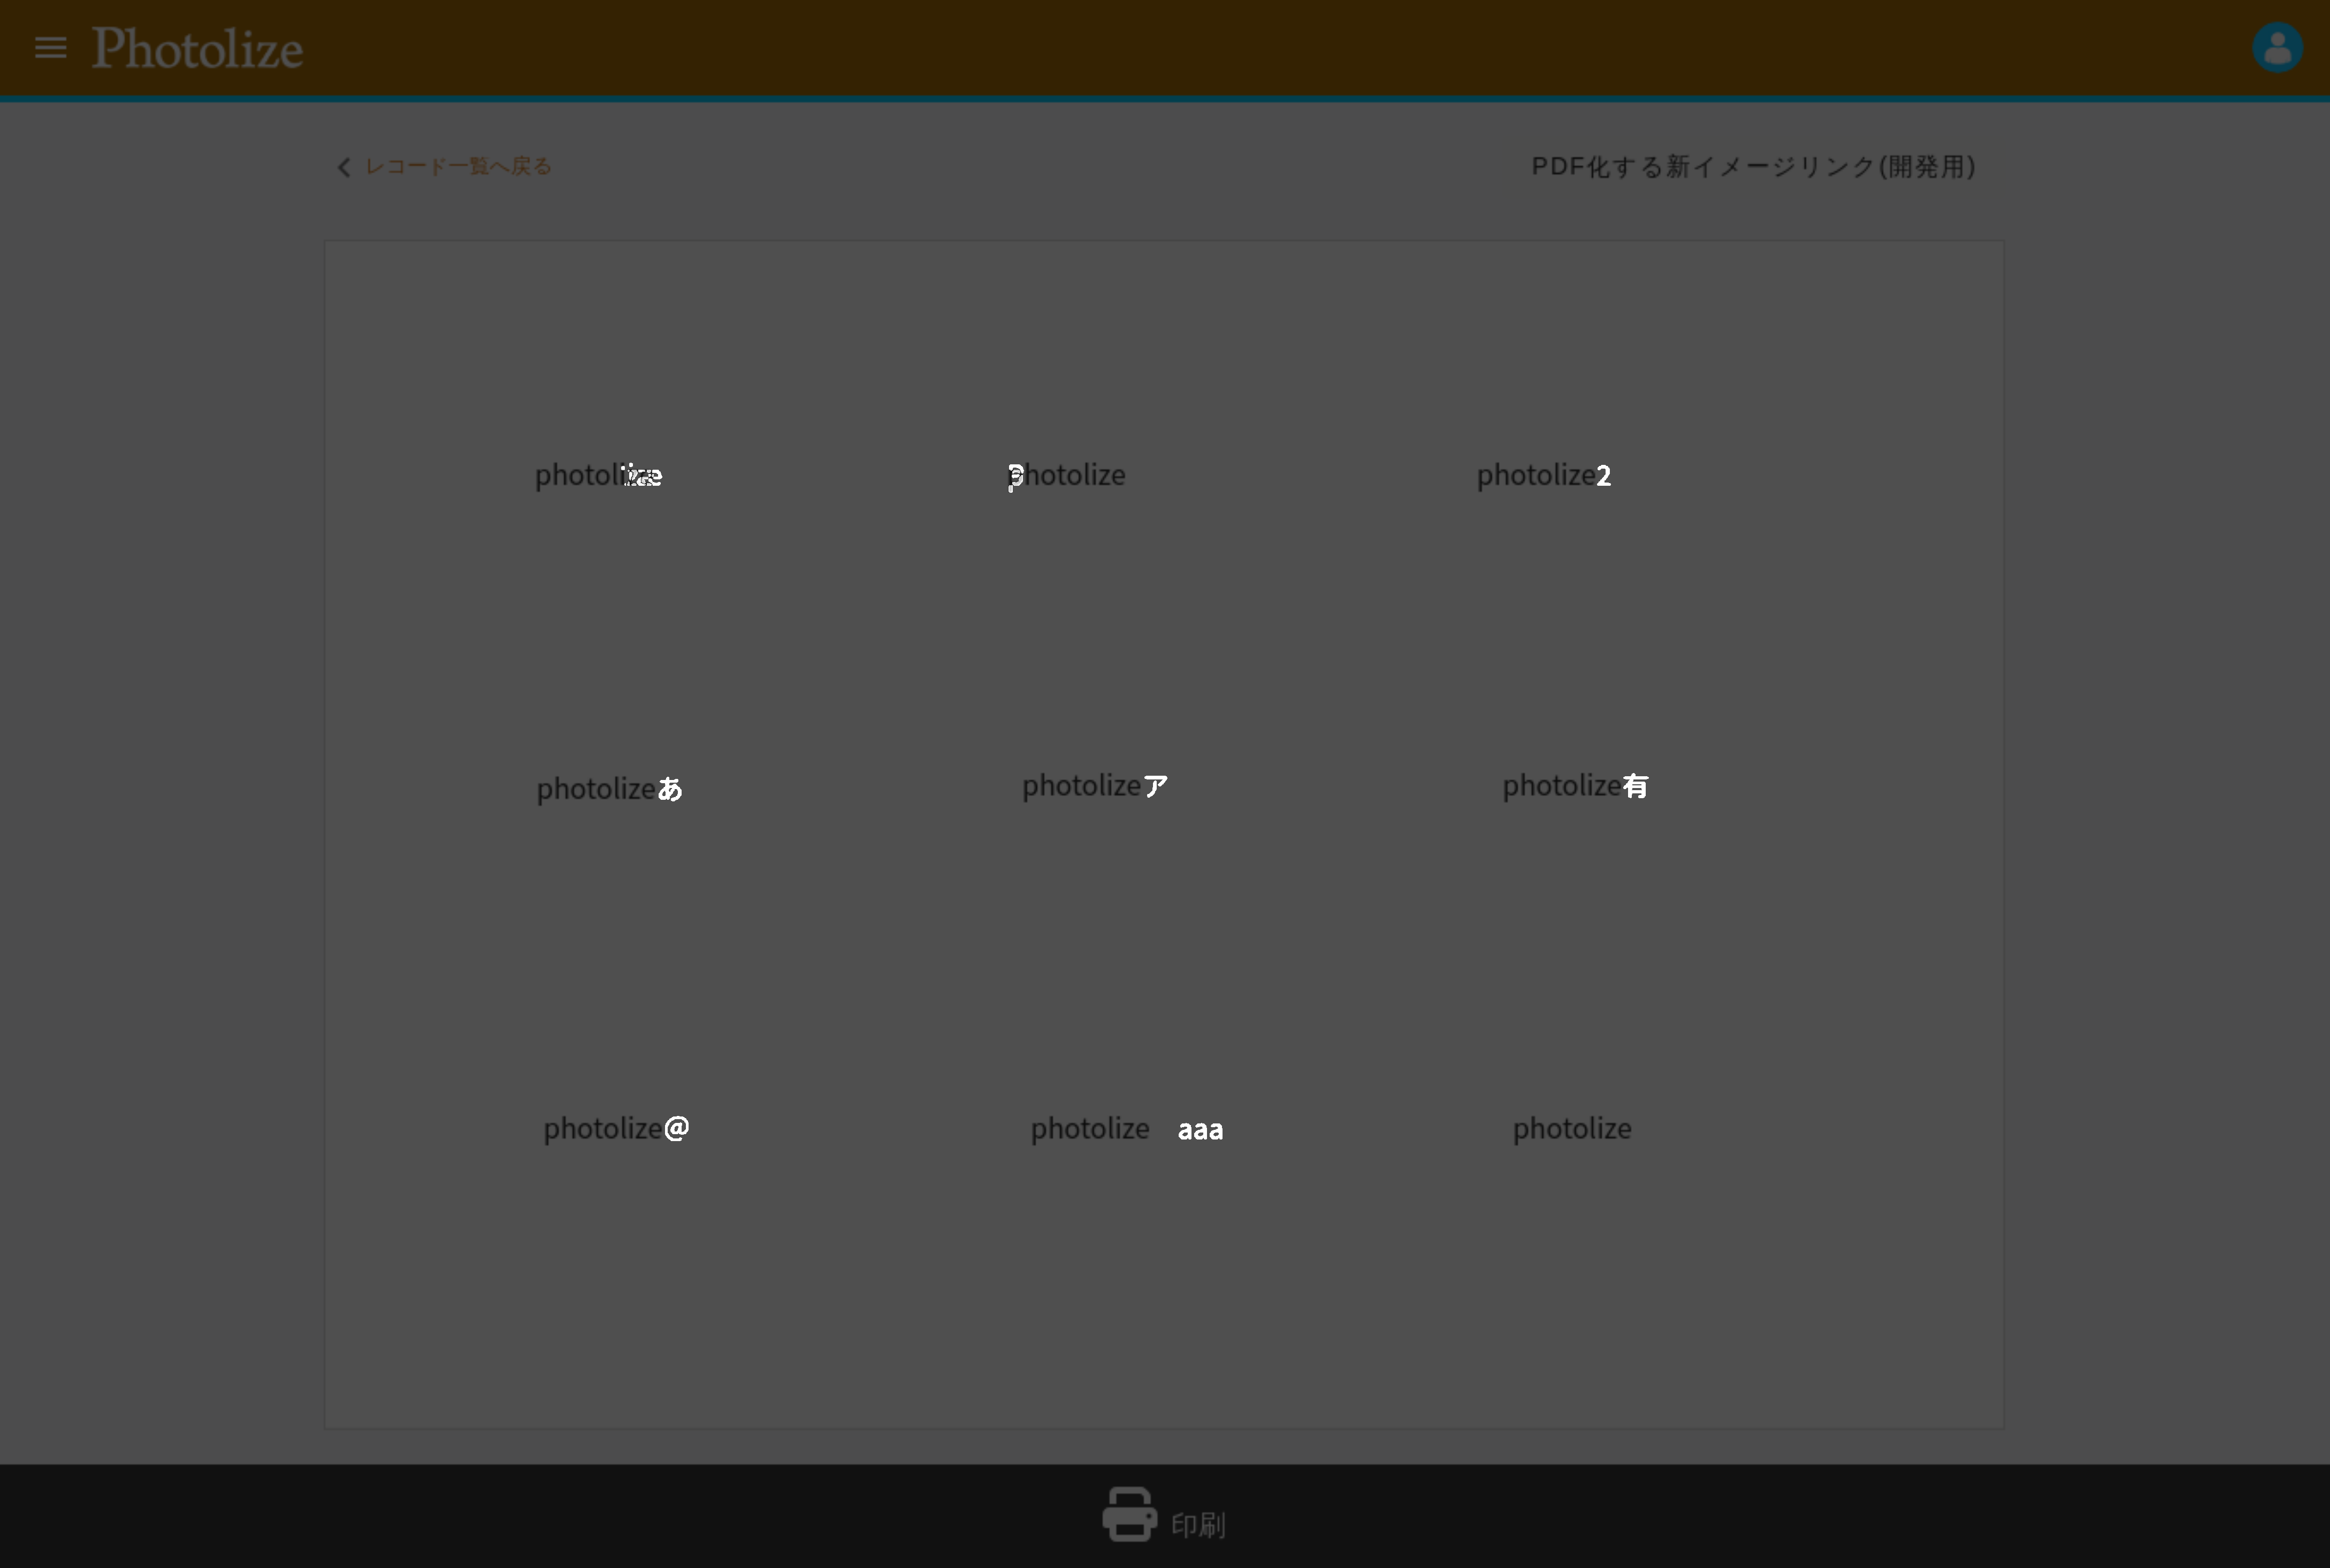 Photolize
レコード一覧へ戻る
PDF化する新イメージリンク(開発用)
photolize
photolize2
photolizeあ
photolizeア
photolize有
photolize@
photolize aaa
photolize
印刷